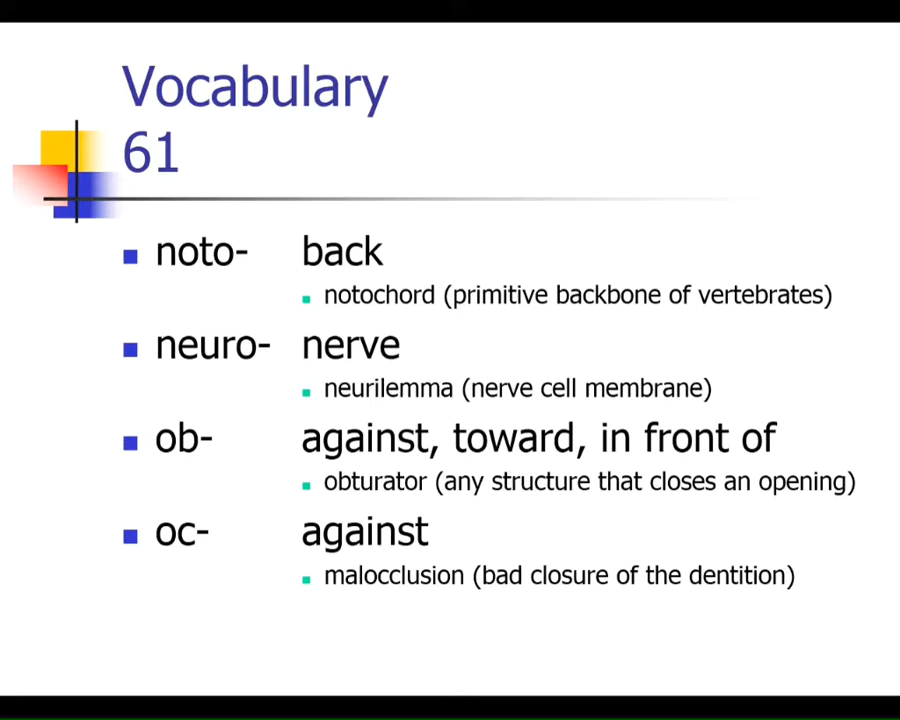 Vocabulary
61
noto- back
notochord (primitive backbone of vertebrates)
neuro- nerve
neurilemma (nerve cell membrane)
ob- against, toward, in front of
obturator (any structure that closes an opening)
oc- against
malocclusion (bad closure of the dentition)